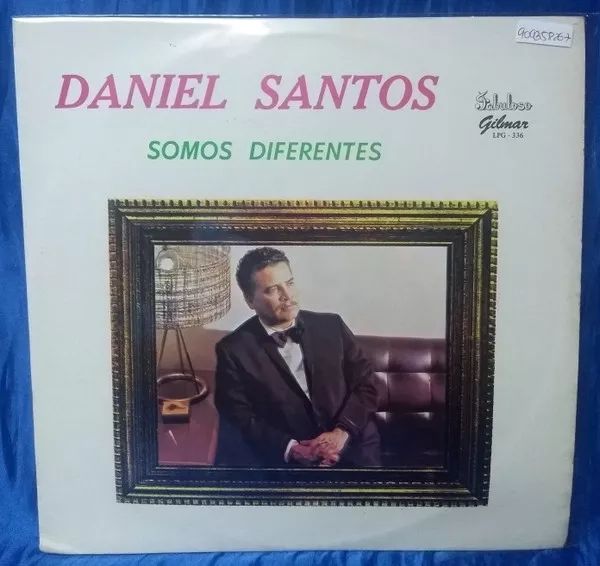 DANIEL SANTOS
SOMOS DIFERENTES
Fabuloso
Gilmar
LPG - 336